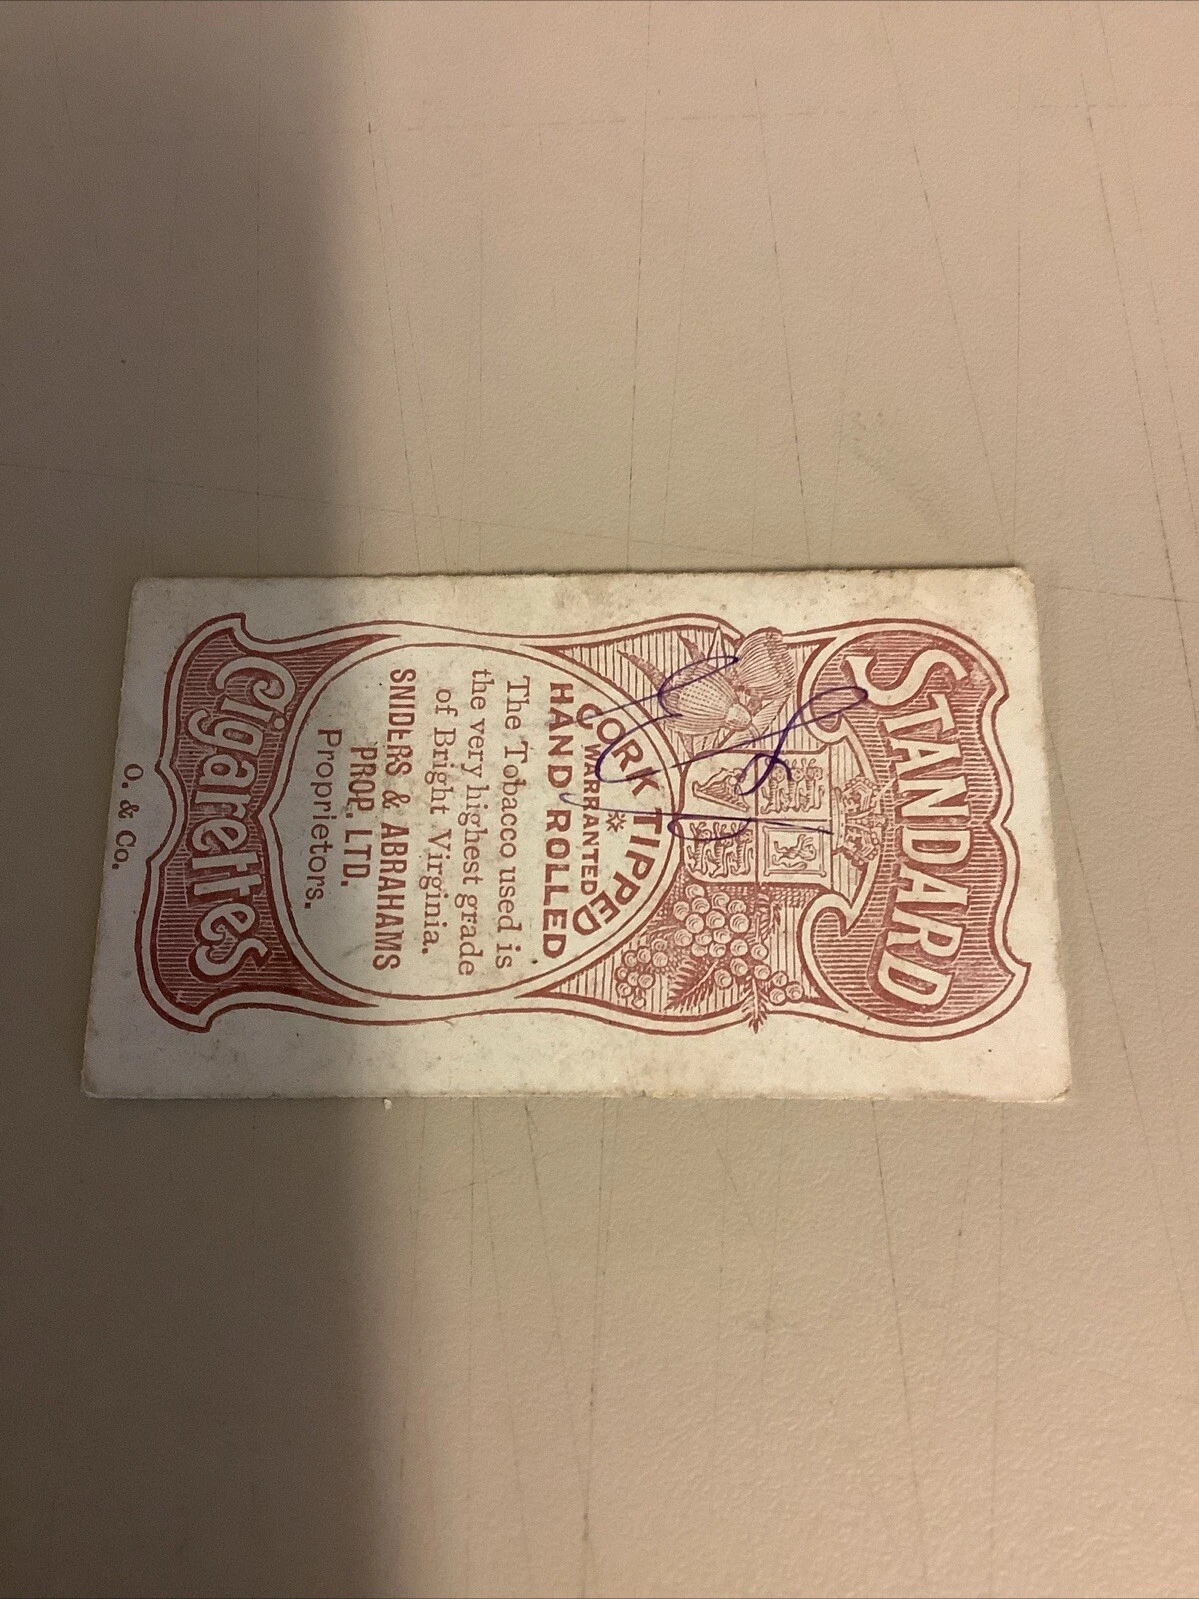 STANDARD
CORK TIPPED
WARRANTED
HAND ROLLED
The Tobacco used is
the very highest grade
of Bright Virginia.
SNIDERS & ABRAHAMS
PROP. LTD.
Proprietors.
Cigarettes
O. & Co.